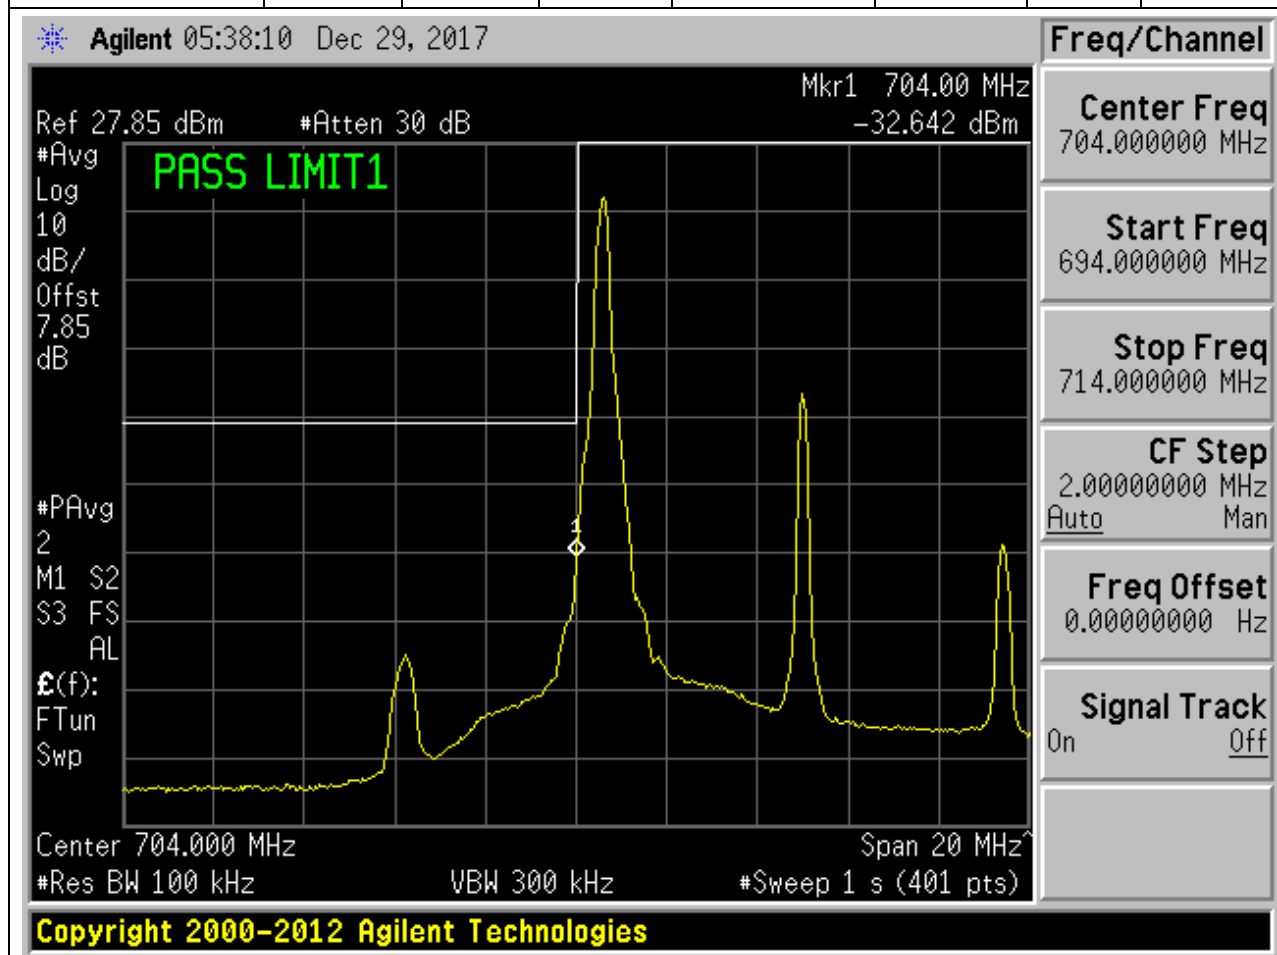 Agilent 05:38:10 Dec 29, 2017
Freq/Channel
Mkr1 704.00 MHz
Ref 27.85 dBm #Atten 30 dB -32.642 dBm
#Avg
Log
10
dB/
Offst
7.85
dB
PASS LIMIT1
#PAvg
2
M1 S2
S3 FS
AL
£(f):
FTun
Swp
1
Center 704.000 MHz Span 20 MHz^
#Res BW 100 kHz VBW 300 kHz #Sweep 1 s (401 pts)
Center Freq
704.000000 MHz
Start Freq
694.000000 MHz
Stop Freq
714.000000 MHz
CF Step
2.00000000 MHz
Auto Man
Freq Offset
0.00000000 Hz
Signal Track
On Off
Copyright 2000-2012 Agilent Technologies